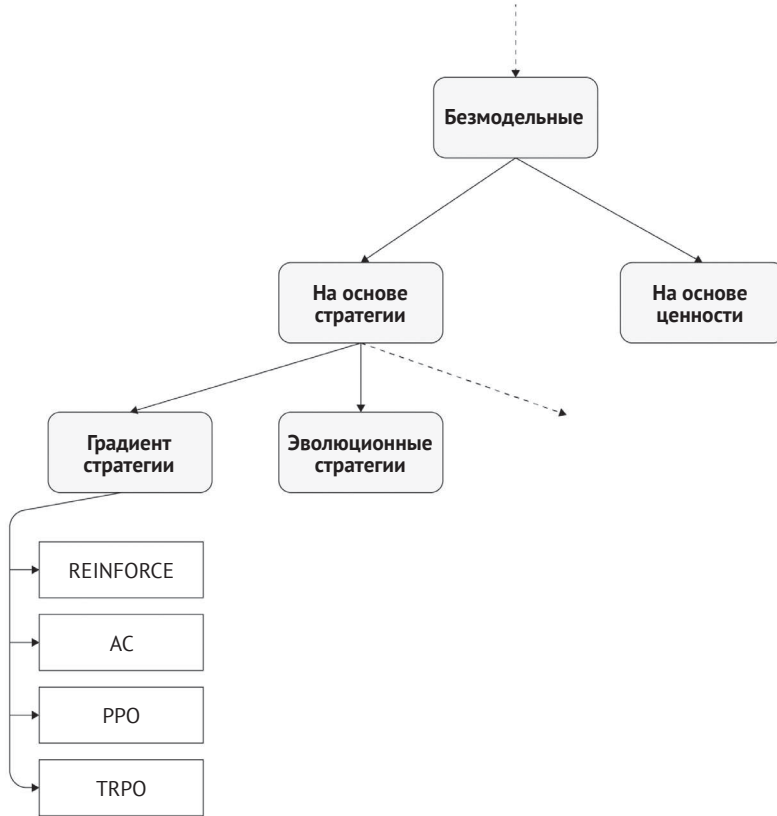 Безмодельные
На основе
стратегии
На основе
ценности
Градиент
стратегии
Эволюционные
стратегии
REINFORCE
AC
PPO
TRPO